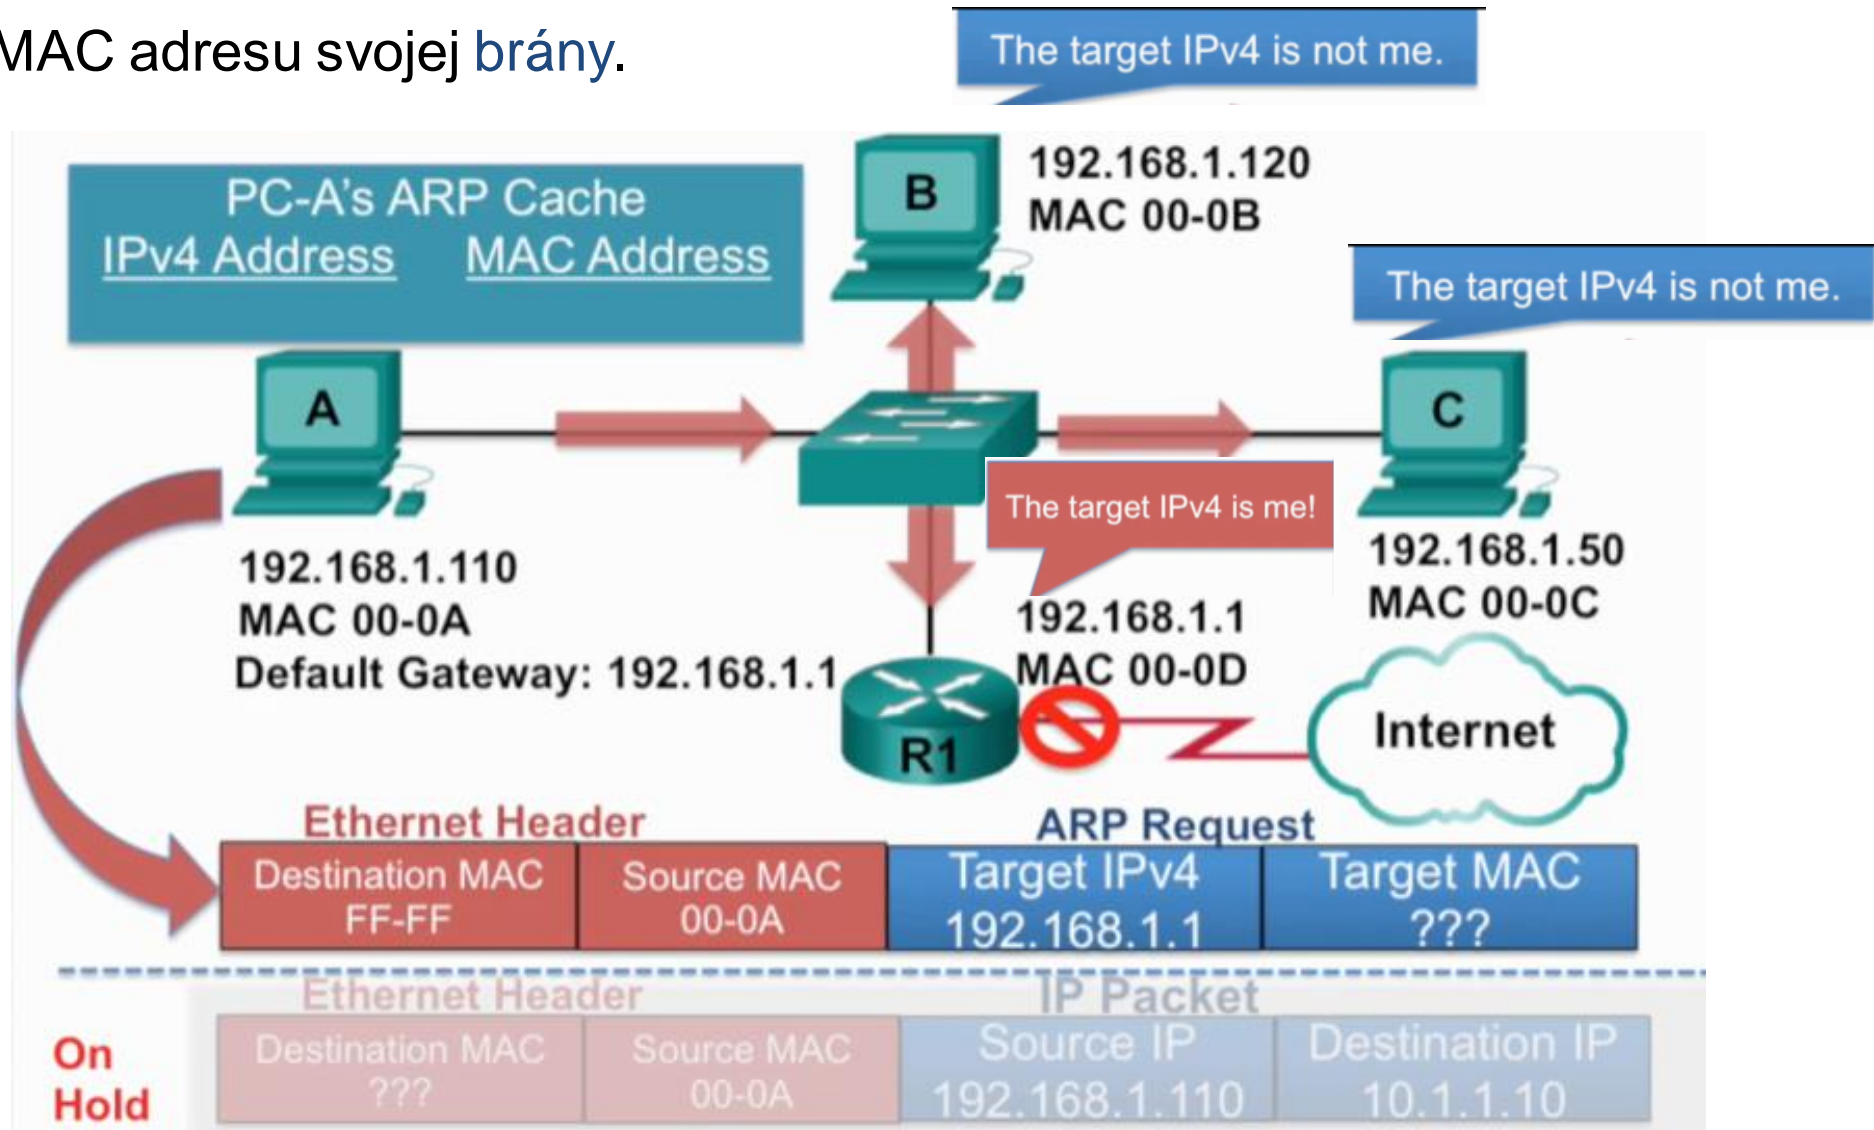 MAC adresu svojej brány.
The target IPv4 is not me.
PC-A's ARP Cache
IPv4 Address MAC Address
B
192.168.1.120
MAC 00-0B
The target IPv4 is not me.
A
C
The target IPv4 is me!
192.168.1.110
MAC 00-0A
Default Gateway: 192.168.1.1
192.168.1.50
MAC 00-0C
192.168.1.1
MAC 00-0D
R1
Internet
Ethernet Header
ARP Request
Destination MAC
FF-FF
Source MAC
00-0A
Target IPv4
192.168.1.1
Target MAC
???
On
Hold
Ethernet Header
IP Packet
Destination MAC
???
Source MAC
00-0A
Source IP
192.168.1.110
Destination IP
10.1.1.10